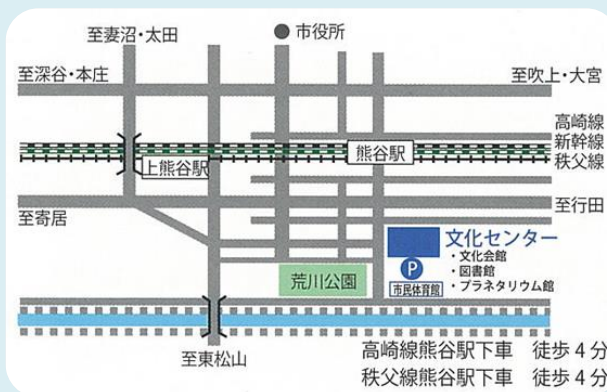 至妻沼・太田
市役所
至深谷・本庄
至吹上・大宮
高崎線
新幹線
秩父線
熊谷駅
上熊谷駅
至寄居
至行田
文化センター
・文化会館
・図書館
・プラネタリウム館
P
市民体育館
荒川公園
至東松山
高崎線熊谷駅下車 徒歩4分
秩父線熊谷駅下車 徒歩4分